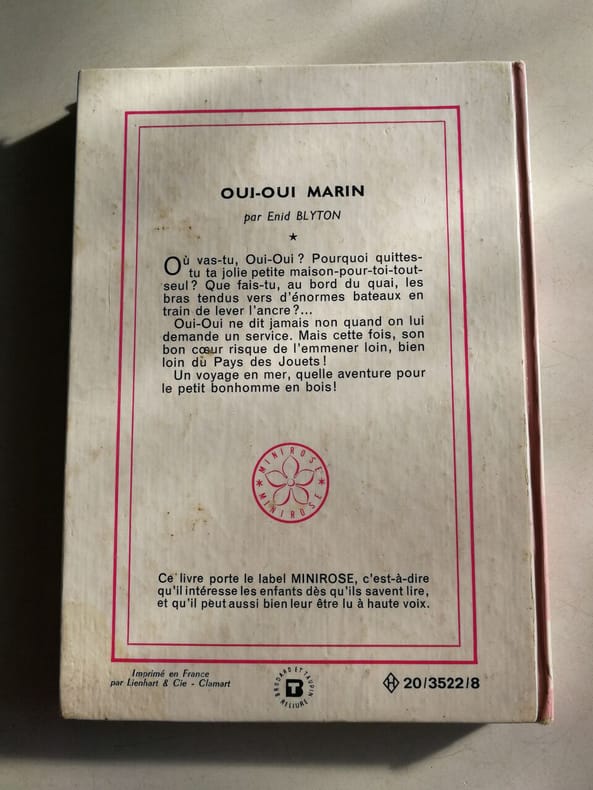 OUI-OUI MARIN
par Enid BLYTON
*
Où vas-tu, Oui-Oui ? Pourquoi quittes-
tu ta jolie petite maison-pour-toi-tout-
seul ? Que fais-tu, au bord du quai, les
bras tendus vers d'énormes bateaux en
train de lever l'ancre ?...
Oui-Oui ne dit jamais non quand on lui
demande un service. Mais cette fois, son
bon cœur risque de l'emmener loin, bien
loin du Pays des Jouets !
Un voyage en mer, quelle aventure pour
le petit bonhomme en bois !
MINIROSE * MINIROSE *
Ce livre porte le label MINIROSE, c'est-à-dire
qu'il intéresse les enfants dès qu'ils savent lire,
et qu'il peut aussi bien leur être lu à haute voix.
Imprimé en France
par Lienhart & Cie - Clamart
BRODARD ET TAUPIN
RELIURE
T
H 20/3522/8